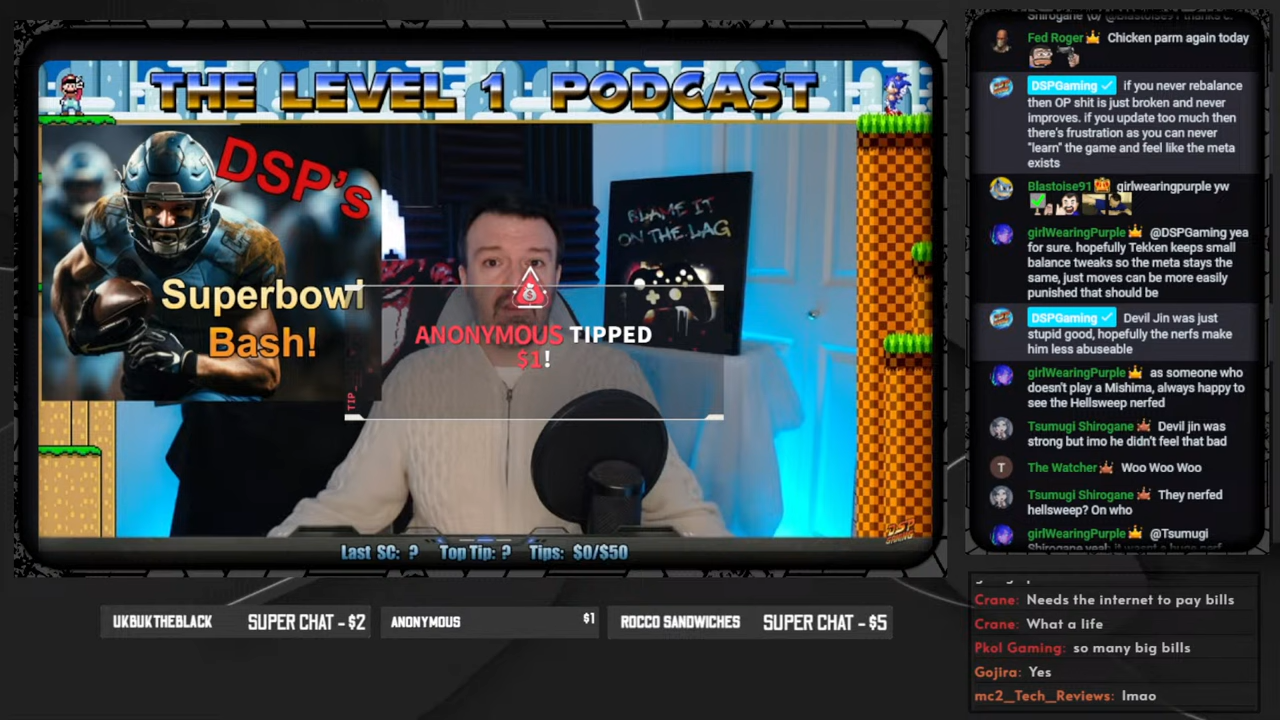 THE LEVEL 1 PODCAST
DSP's
Superbowl
Bash!
BLAME IT
ON THE LAG
ANONYMOUS TIPPED
$1!
TIP
DSP
GAMING
Last SC: ? Top Tip: ? Tips: $0/$50
UKBUKTHEBLACK SUPER CHAT - $2
ANONYMOUS $1
ROCCO SANDWICHES SUPER CHAT - $5
Fed Roger Chicken parm again today
DSPGaming if you never rebalance
then OP shit is just broken and never
improves. if you update too much then
there's frustration as you can never
"learn" the game and feel like the meta
exists
Blastoise91 girlwearingpurple yw
girlWearingPurple @DSPGaming yea
for sure. hopefully Tekken keeps small
balance tweaks so the meta stays the
same, just moves can be more easily
punished that should be
DSPGaming Devil Jin was just
stupid good, hopefully the nerfs make
him less abuseable
girlWearingPurple as someone who
doesn't play a Mishima, always happy to
see the Hellsweep nerfed
Tsumugi Shirogane Devil jin was
strong but imo he didn't feel that bad
T The Watcher Woo Woo Woo
Tsumugi Shirogane They nerfed
hellsweep? On who
girlWearingPurple @Tsumugi
Crane: Needs the internet to pay bills
Crane: What a life
Pkol Gaming: so many big bills
Gojira: Yes
mc2_Tech_Reviews: lmao